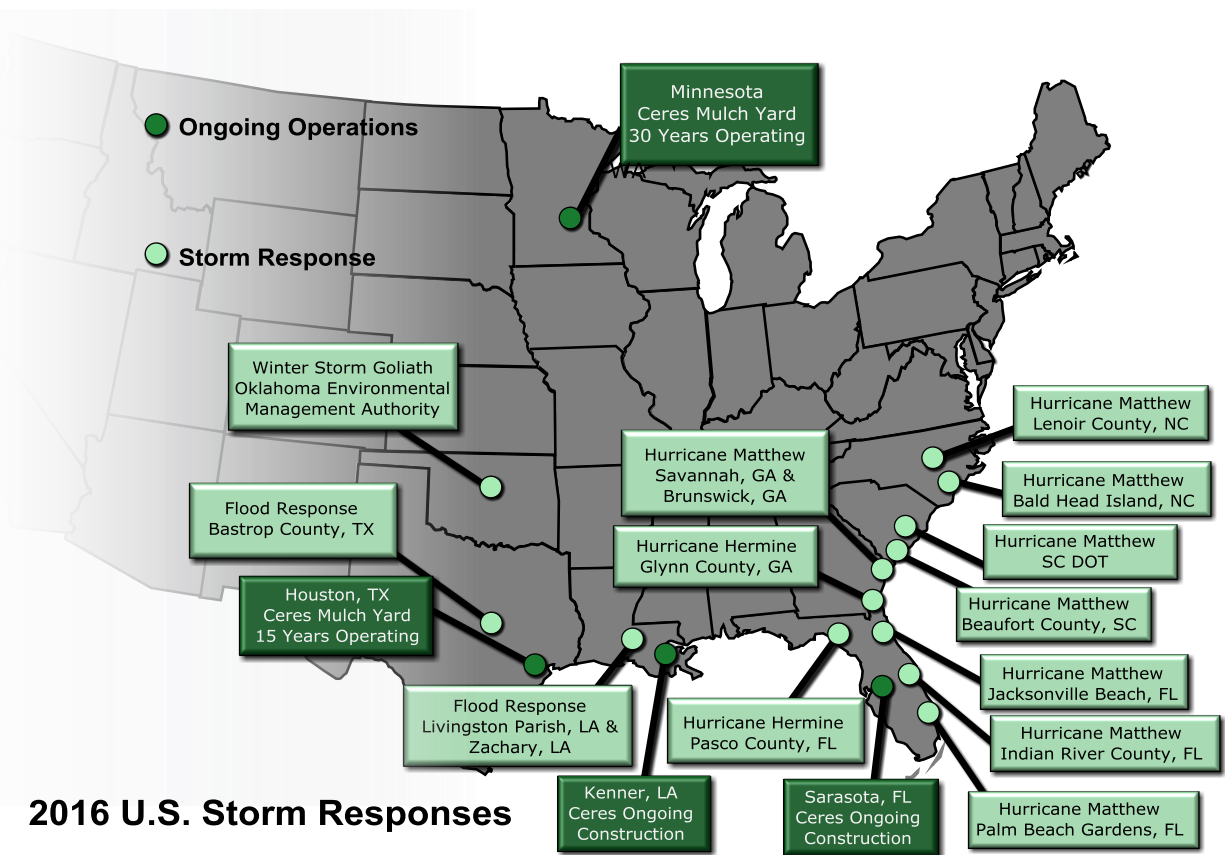 Minnesota
Ceres Mulch Yard
30 Years Operating
Ongoing Operations
Storm Response
Winter Storm Goliath
Oklahoma Environmental
Management Authority
Hurricane Matthew
Lenoir County, NC
Hurricane Matthew
Savannah, GA &
Brunswick, GA
Hurricane Matthew
Bald Head Island, NC
Flood Response
Bastrop County, TX
Hurricane Matthew
SC DOT
Hurricane Hermine
Glynn County, GA
Houston, TX
Ceres Mulch Yard
15 Years Operating
Hurricane Matthew
Beaufort County, SC
Hurricane Matthew
Jacksonville Beach, FL
Flood Response
Livingston Parish, LA &
Zachary, LA
Hurricane Hermine
Pasco County, FL
Hurricane Matthew
Indian River County, FL
Kenner, LA
Ceres Ongoing
Construction
Sarasota, FL
Ceres Ongoing
Construction
Hurricane Matthew
Palm Beach Gardens, FL
2016 U.S. Storm Responses